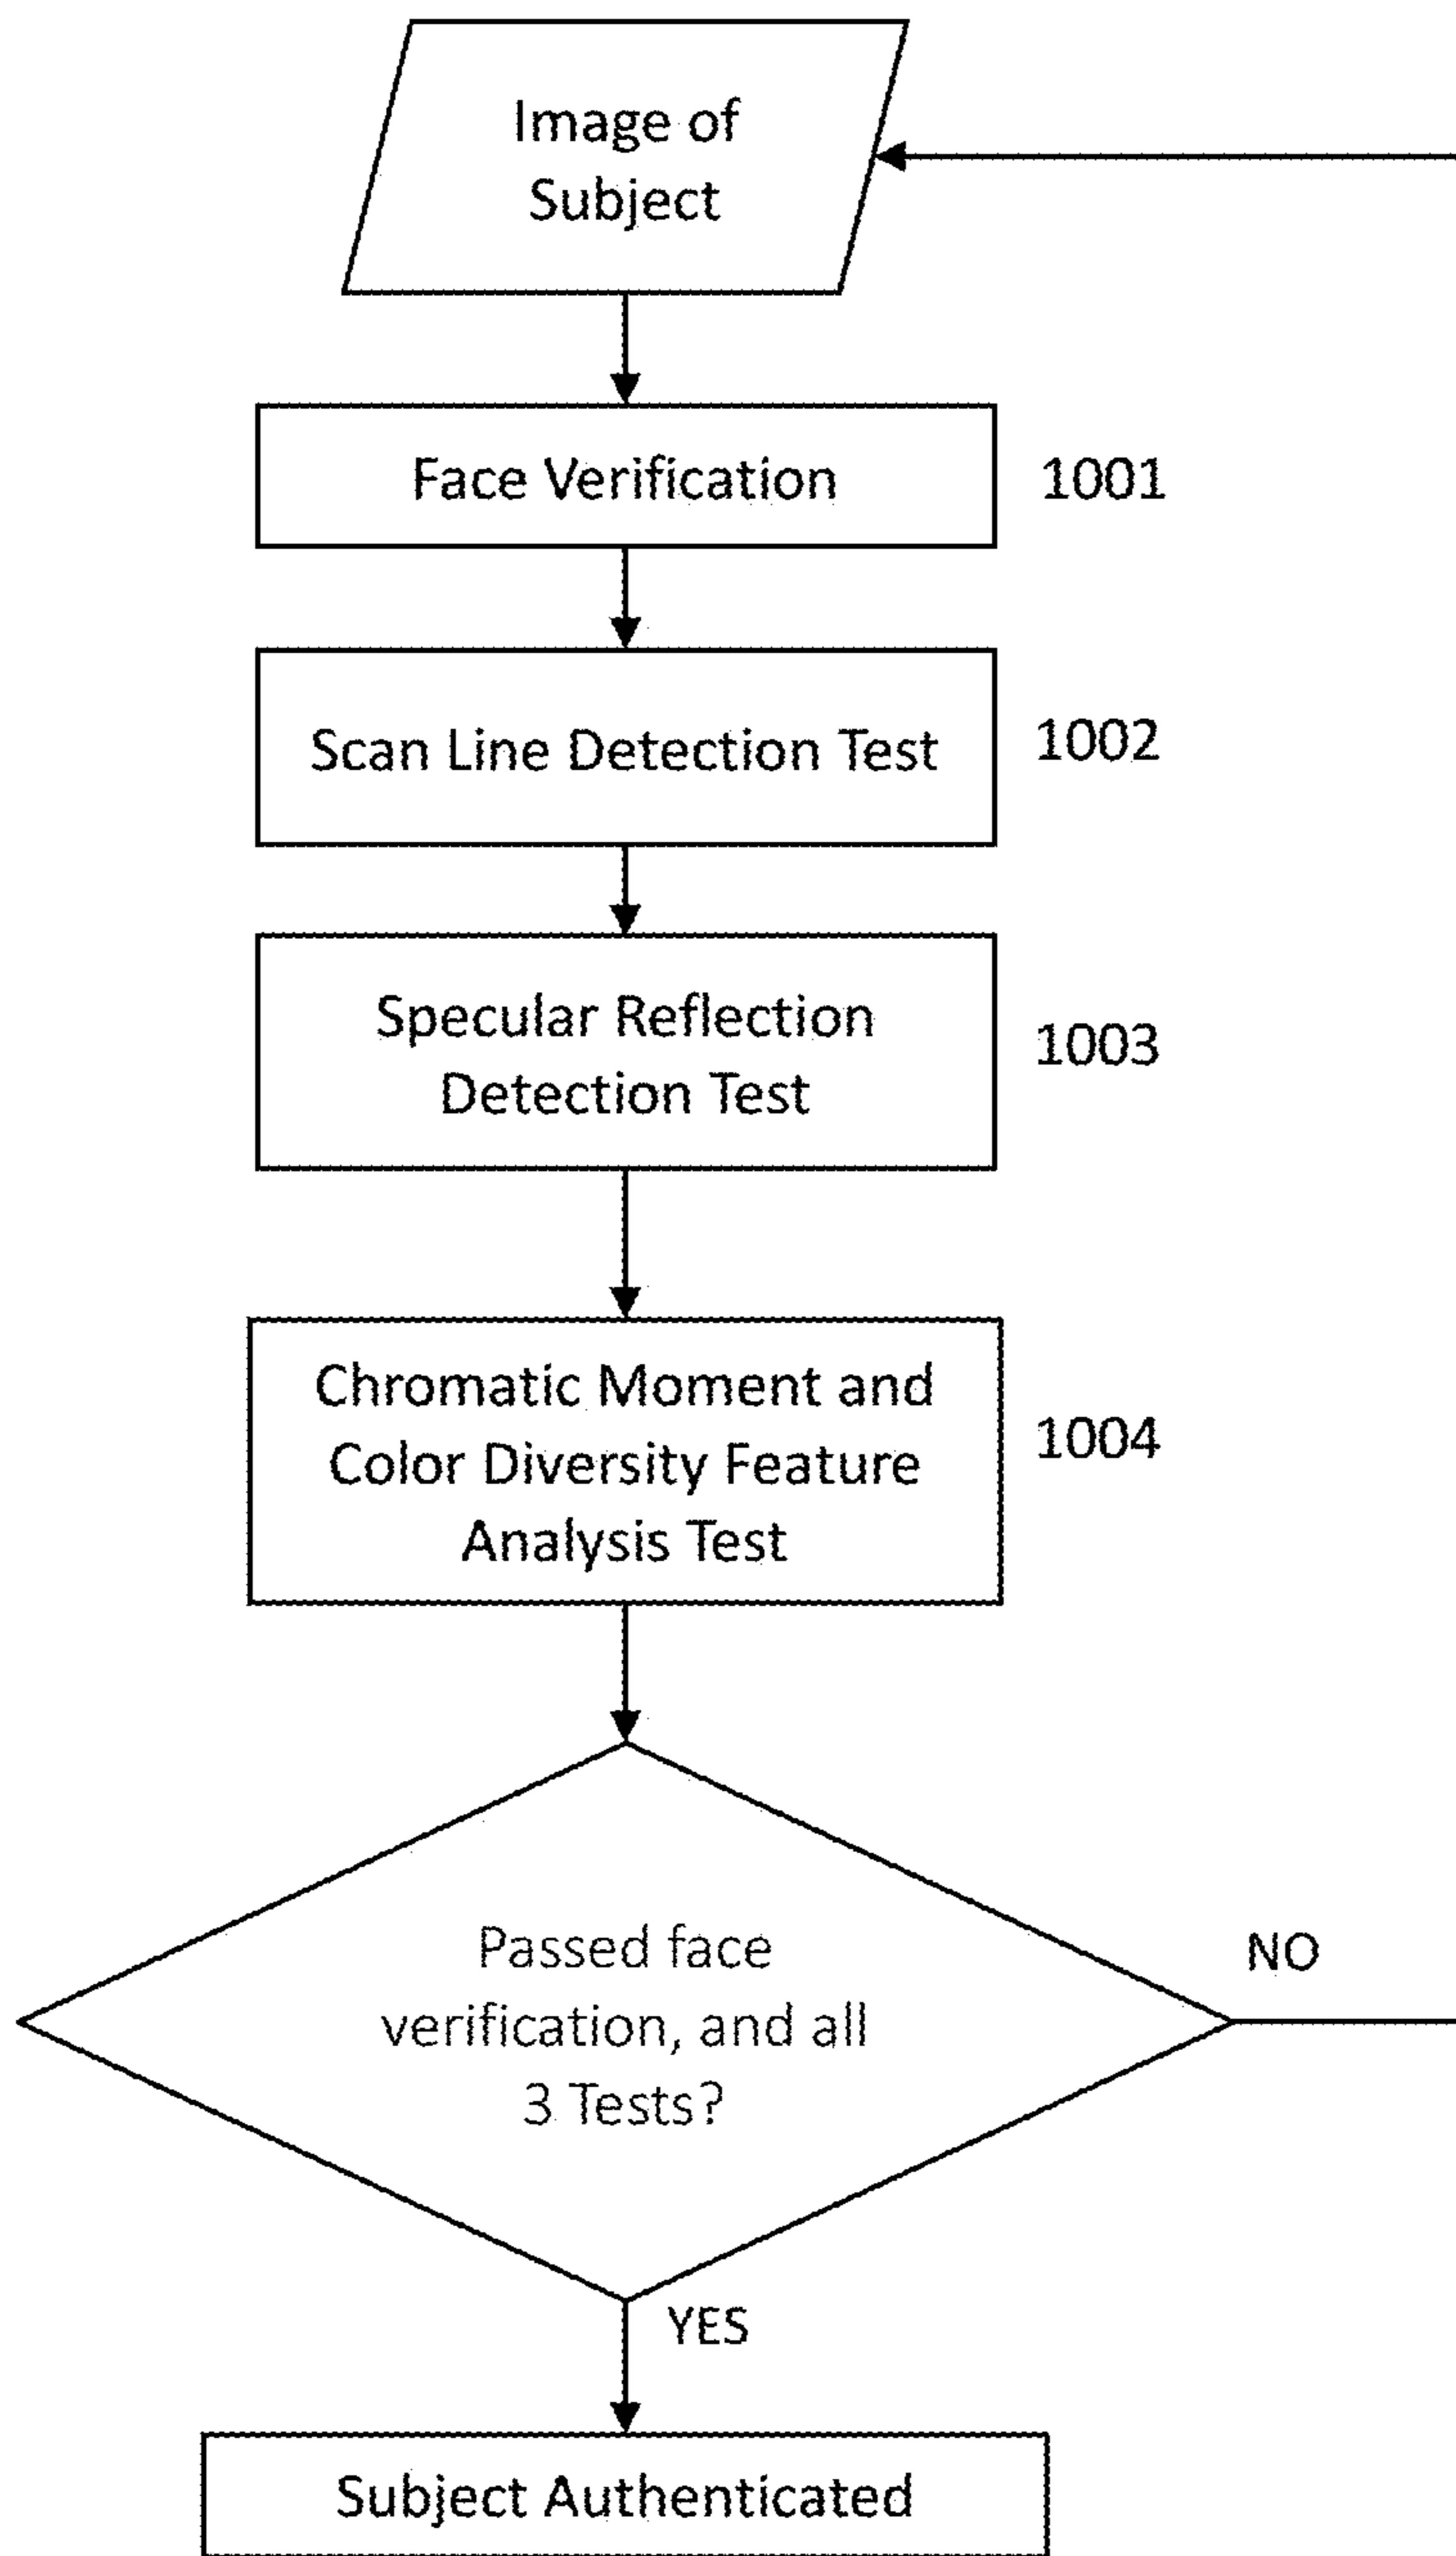 Image of
Subject
Face Verification
1001
Scan Line Detection Test
1002
Specular Reflection
Detection Test
1003
Chromatic Moment and
Color Diversity Feature
Analysis Test
1004
Passed face
verification, and all
3 Tests?
NO
YES
Subject Authenticated